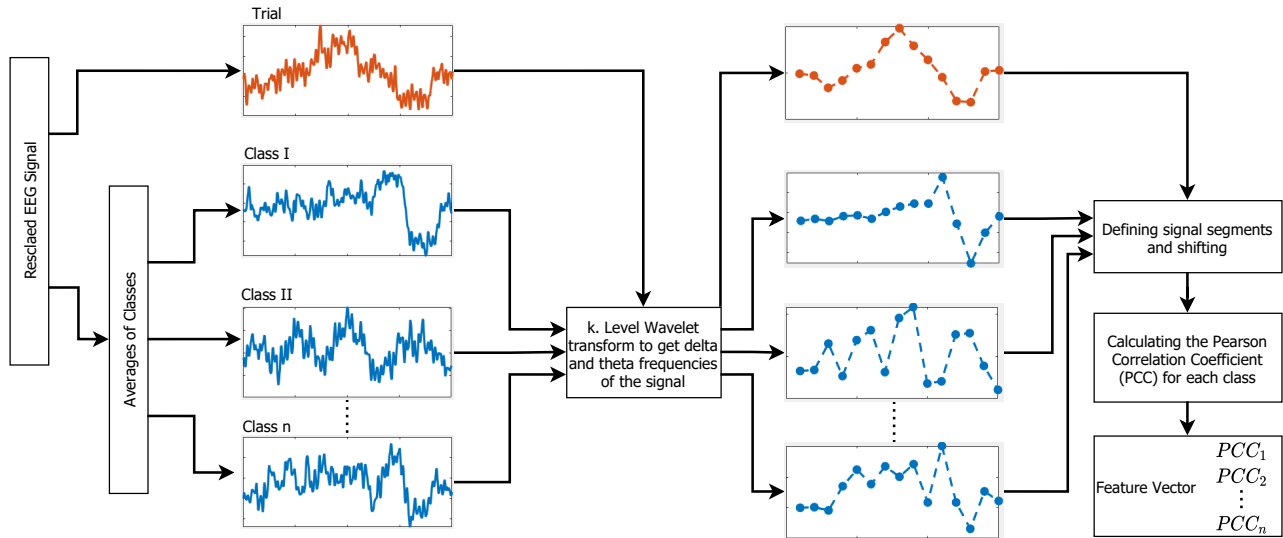 Resclaed EEG Signal
Averages of Classes
Trial
Class I
Class II
Class n
k. Level Wavelet
transform to get delta
and theta frequencies
of the signal
Defining signal segments
and shifting
Calculating the Pearson
Correlation Coefficient
(PCC) for each class
Feature Vector
PCC₁
PCC₂
⋮
PCCₙ